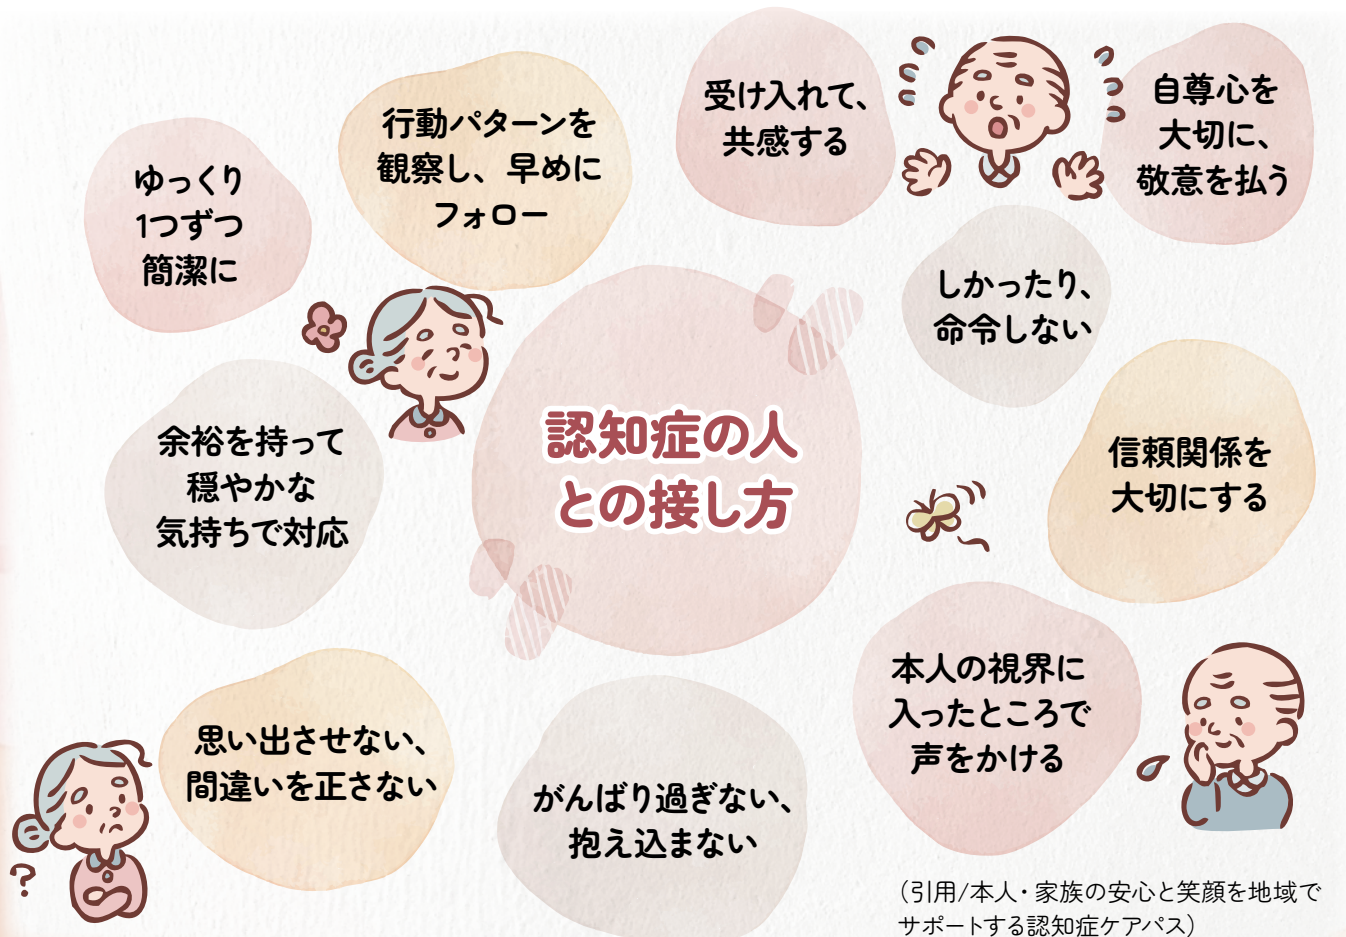 認知症の人
との接し方
ゆっくり
1つずつ
簡潔に
行動パターンを
観察し、早めに
フォロー
受け入れて、
共感する
自尊心を
大切に、
敬意を払う
しかったり、
命令しない
余裕を持って
穏やかな
気持ちで対応
信頼関係を
大切にする
思い出させない、
間違いを正さない
がんばり過ぎない、
抱え込まない
本人の視界に
入ったところで
声をかける
?
（引用/本人・家族の安心と笑顔を地域で
サポートする認知症ケアパス）